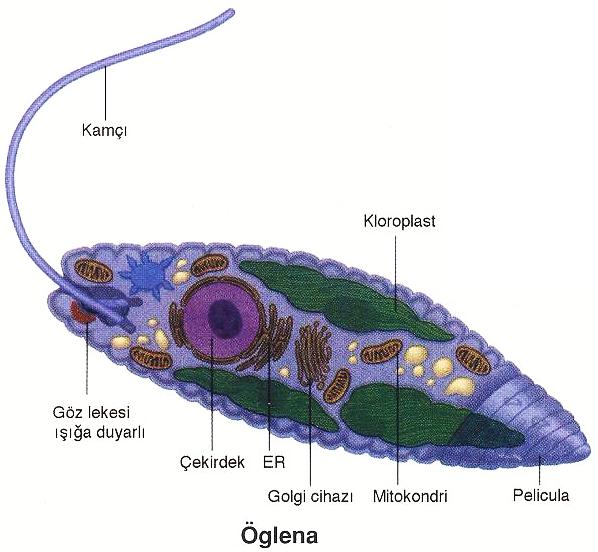 Kamçı
Kloroplast
Göz lekesi
ışığa duyarlı
Çekirdek
ER
Golgi cihazı
Mitokondri
Pelicula
Öglena